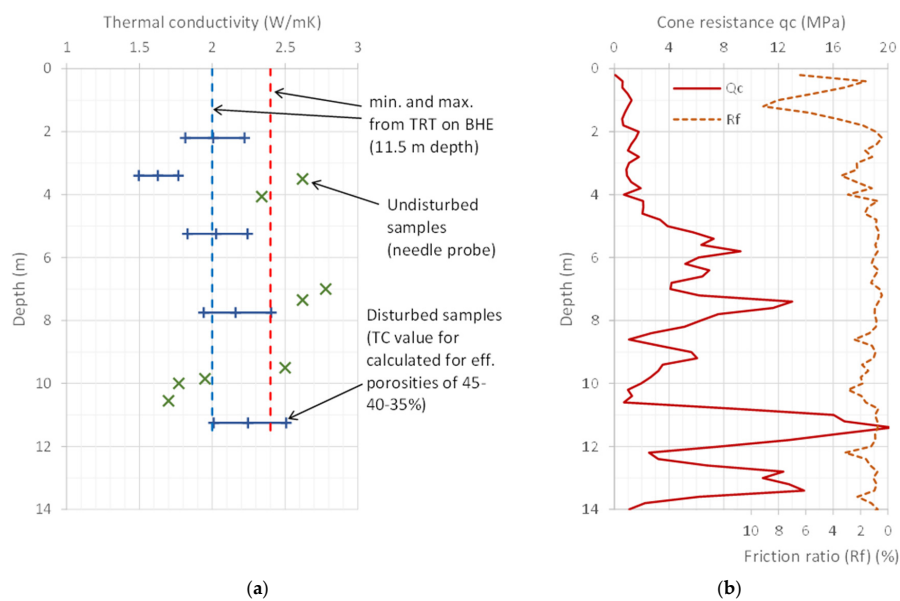 Thermal conductivity (W/mK)
1 1.5 2 2.5 3
0
2
4
6
8
10
12
14
Depth (m)
min. and max.
from TRT on BHE
(11.5 m depth)
Undisturbed
samples
(needle probe)
Disturbed samples
(TC value for
calculated for eff.
porosities of 45-
40-35%)
(a)
Cone resistance qc (MPa)
0 4 8 12 16 20
0
2
4
6
8
10
12
14
Depth (m)
Qc
Rf
10 8 6 4 2 0
Friction ratio (Rf) (%)
(b)